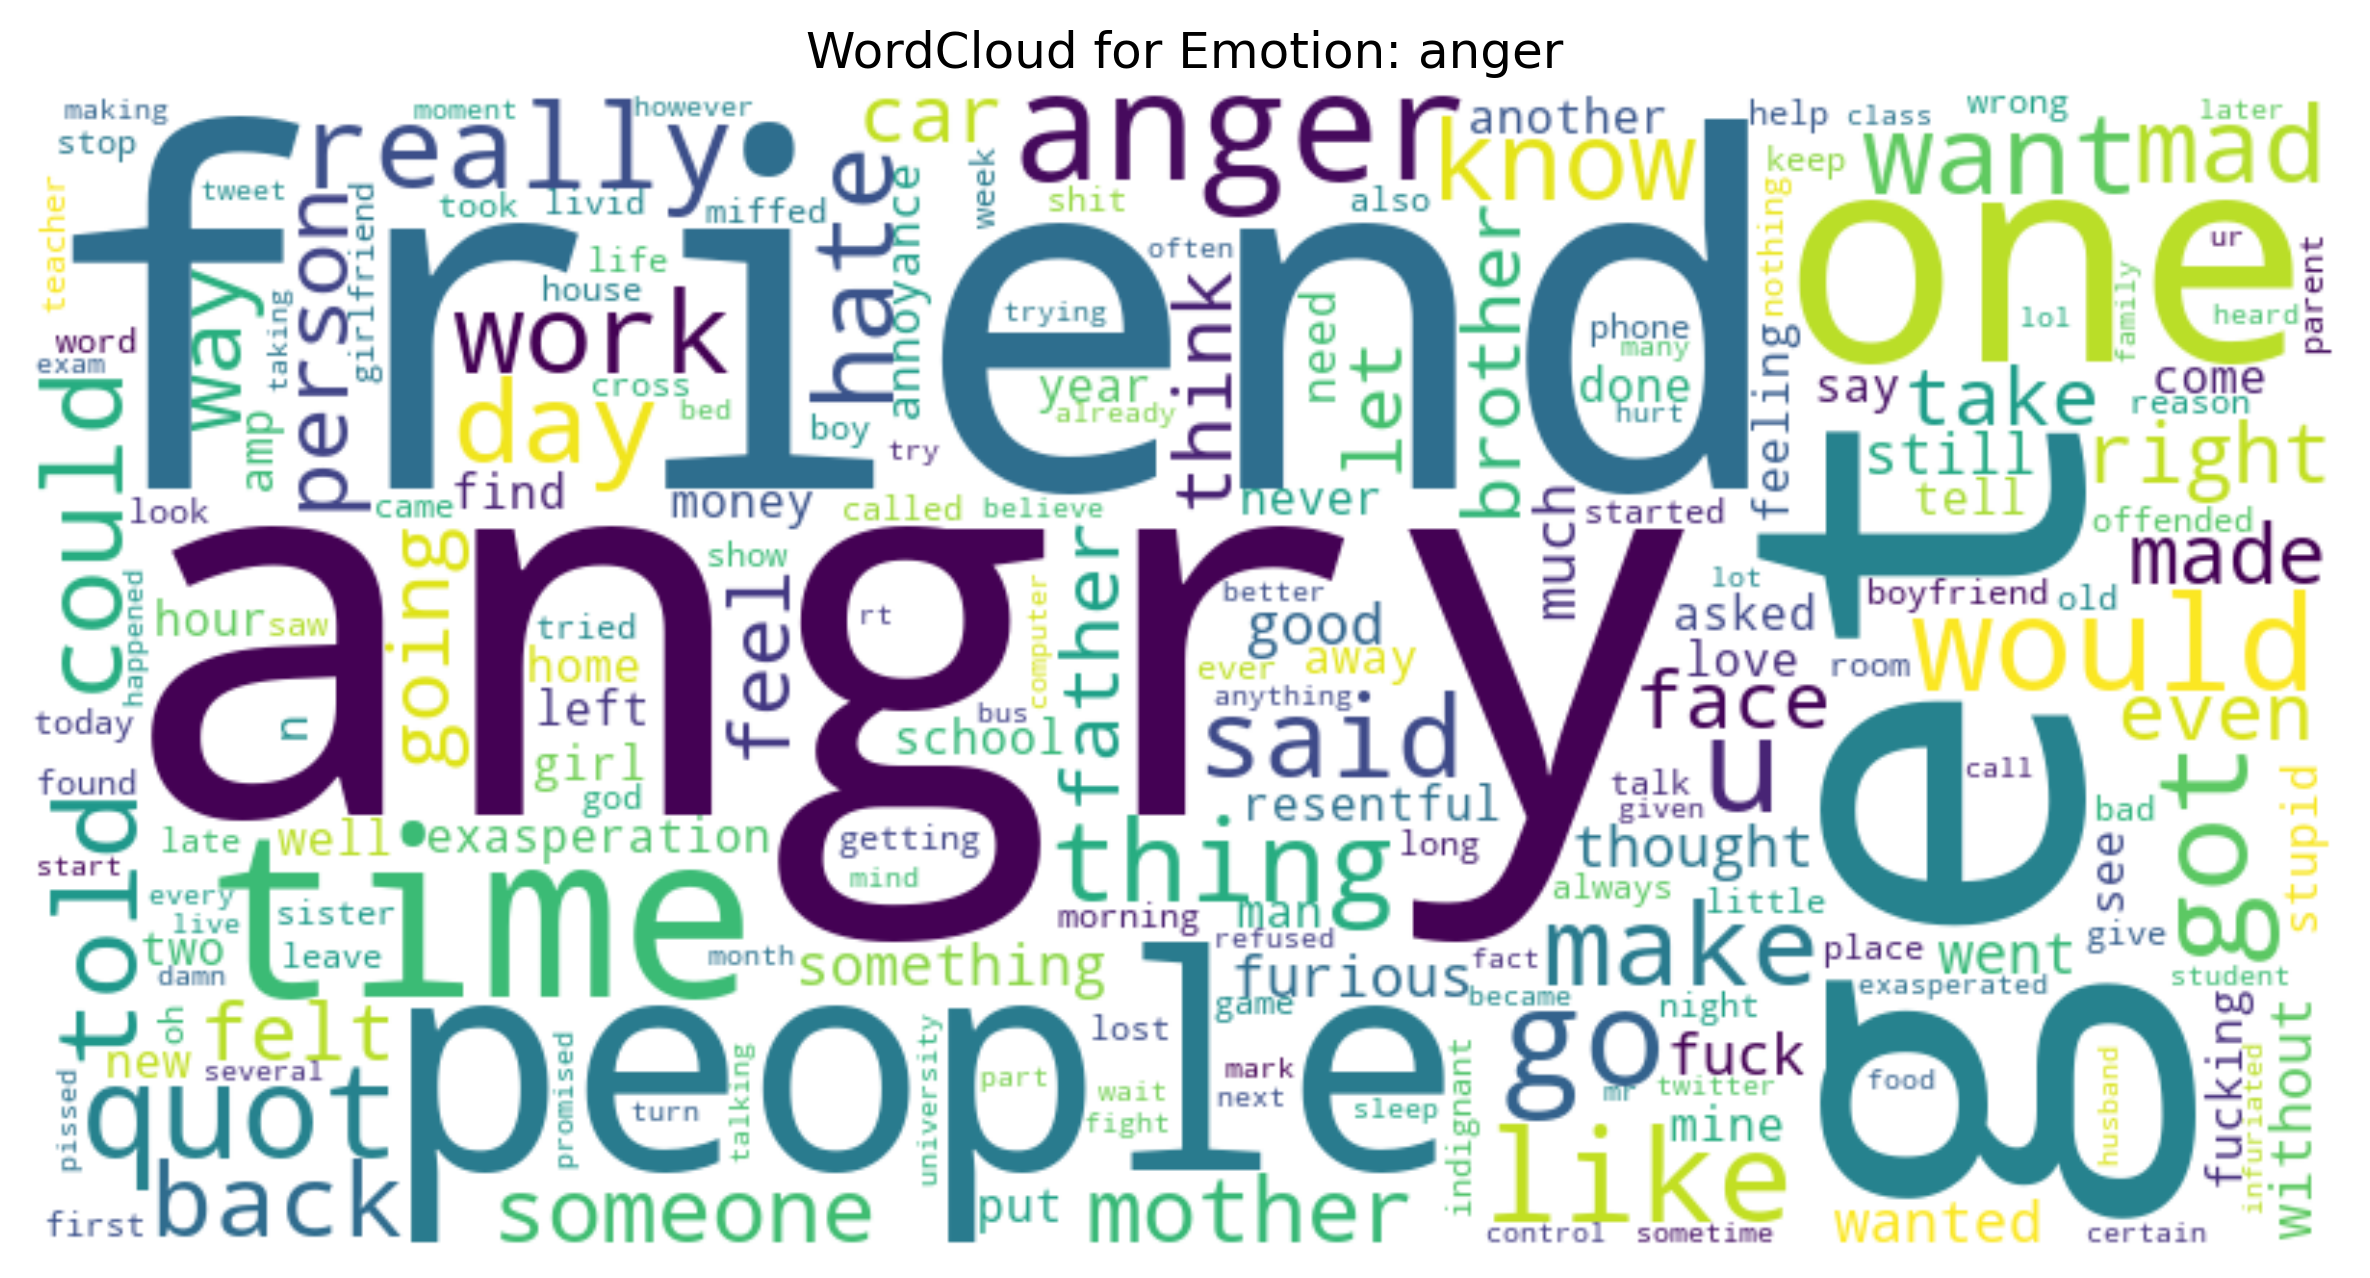 WordCloud for Emotion: anger
making
moment
however
car
anger
another
help
class
wrong
later
stop
really
know
want
mad
keep
tweet
took
livid
miffed
hate
annoyance
week
shit
also
nothing
teacher
person
girlfriend
friend
one
ur
parent
life
often
way
house
think
brother
trying
need
phone
many
lol
family
heard
word
taking
work
exam
cross
year
let
done
feeling
say
take
come
day
bed
already
hurt
reason
could
amp
boy
try
still
right
find
tell
look
came
money
called
believe
never
much
started
offended
angry
get
going
show
father
made
happened
feel
computer
better
lot
boyfriend
old
hour
saw
tried
rt
good
asked
would
home
ever
away
love
room
left
anything
face
even
today
n
bus
said
school
u
girl
call
got
found
god
resentful
talk
given
stupid
told
late
well
exasperation
getting
thing
long
thought
bad
see
start
time
mind
always
every
live
sister
morning
man
little
two
leave
month
something
refused
furious
fact
make
place
went
give
damn
exasperated
student
people
became
game
night
oh
felt
lost
go
fuck
fucking
new
several
promised
talking
university
part
mark
indignant
food
husband
infuriated
without
pissed
quot
turn
wait
next
mr
twitter
fight
sleep
mine
back
someone
put
mother
like
wanted
first
control
sometime
certain